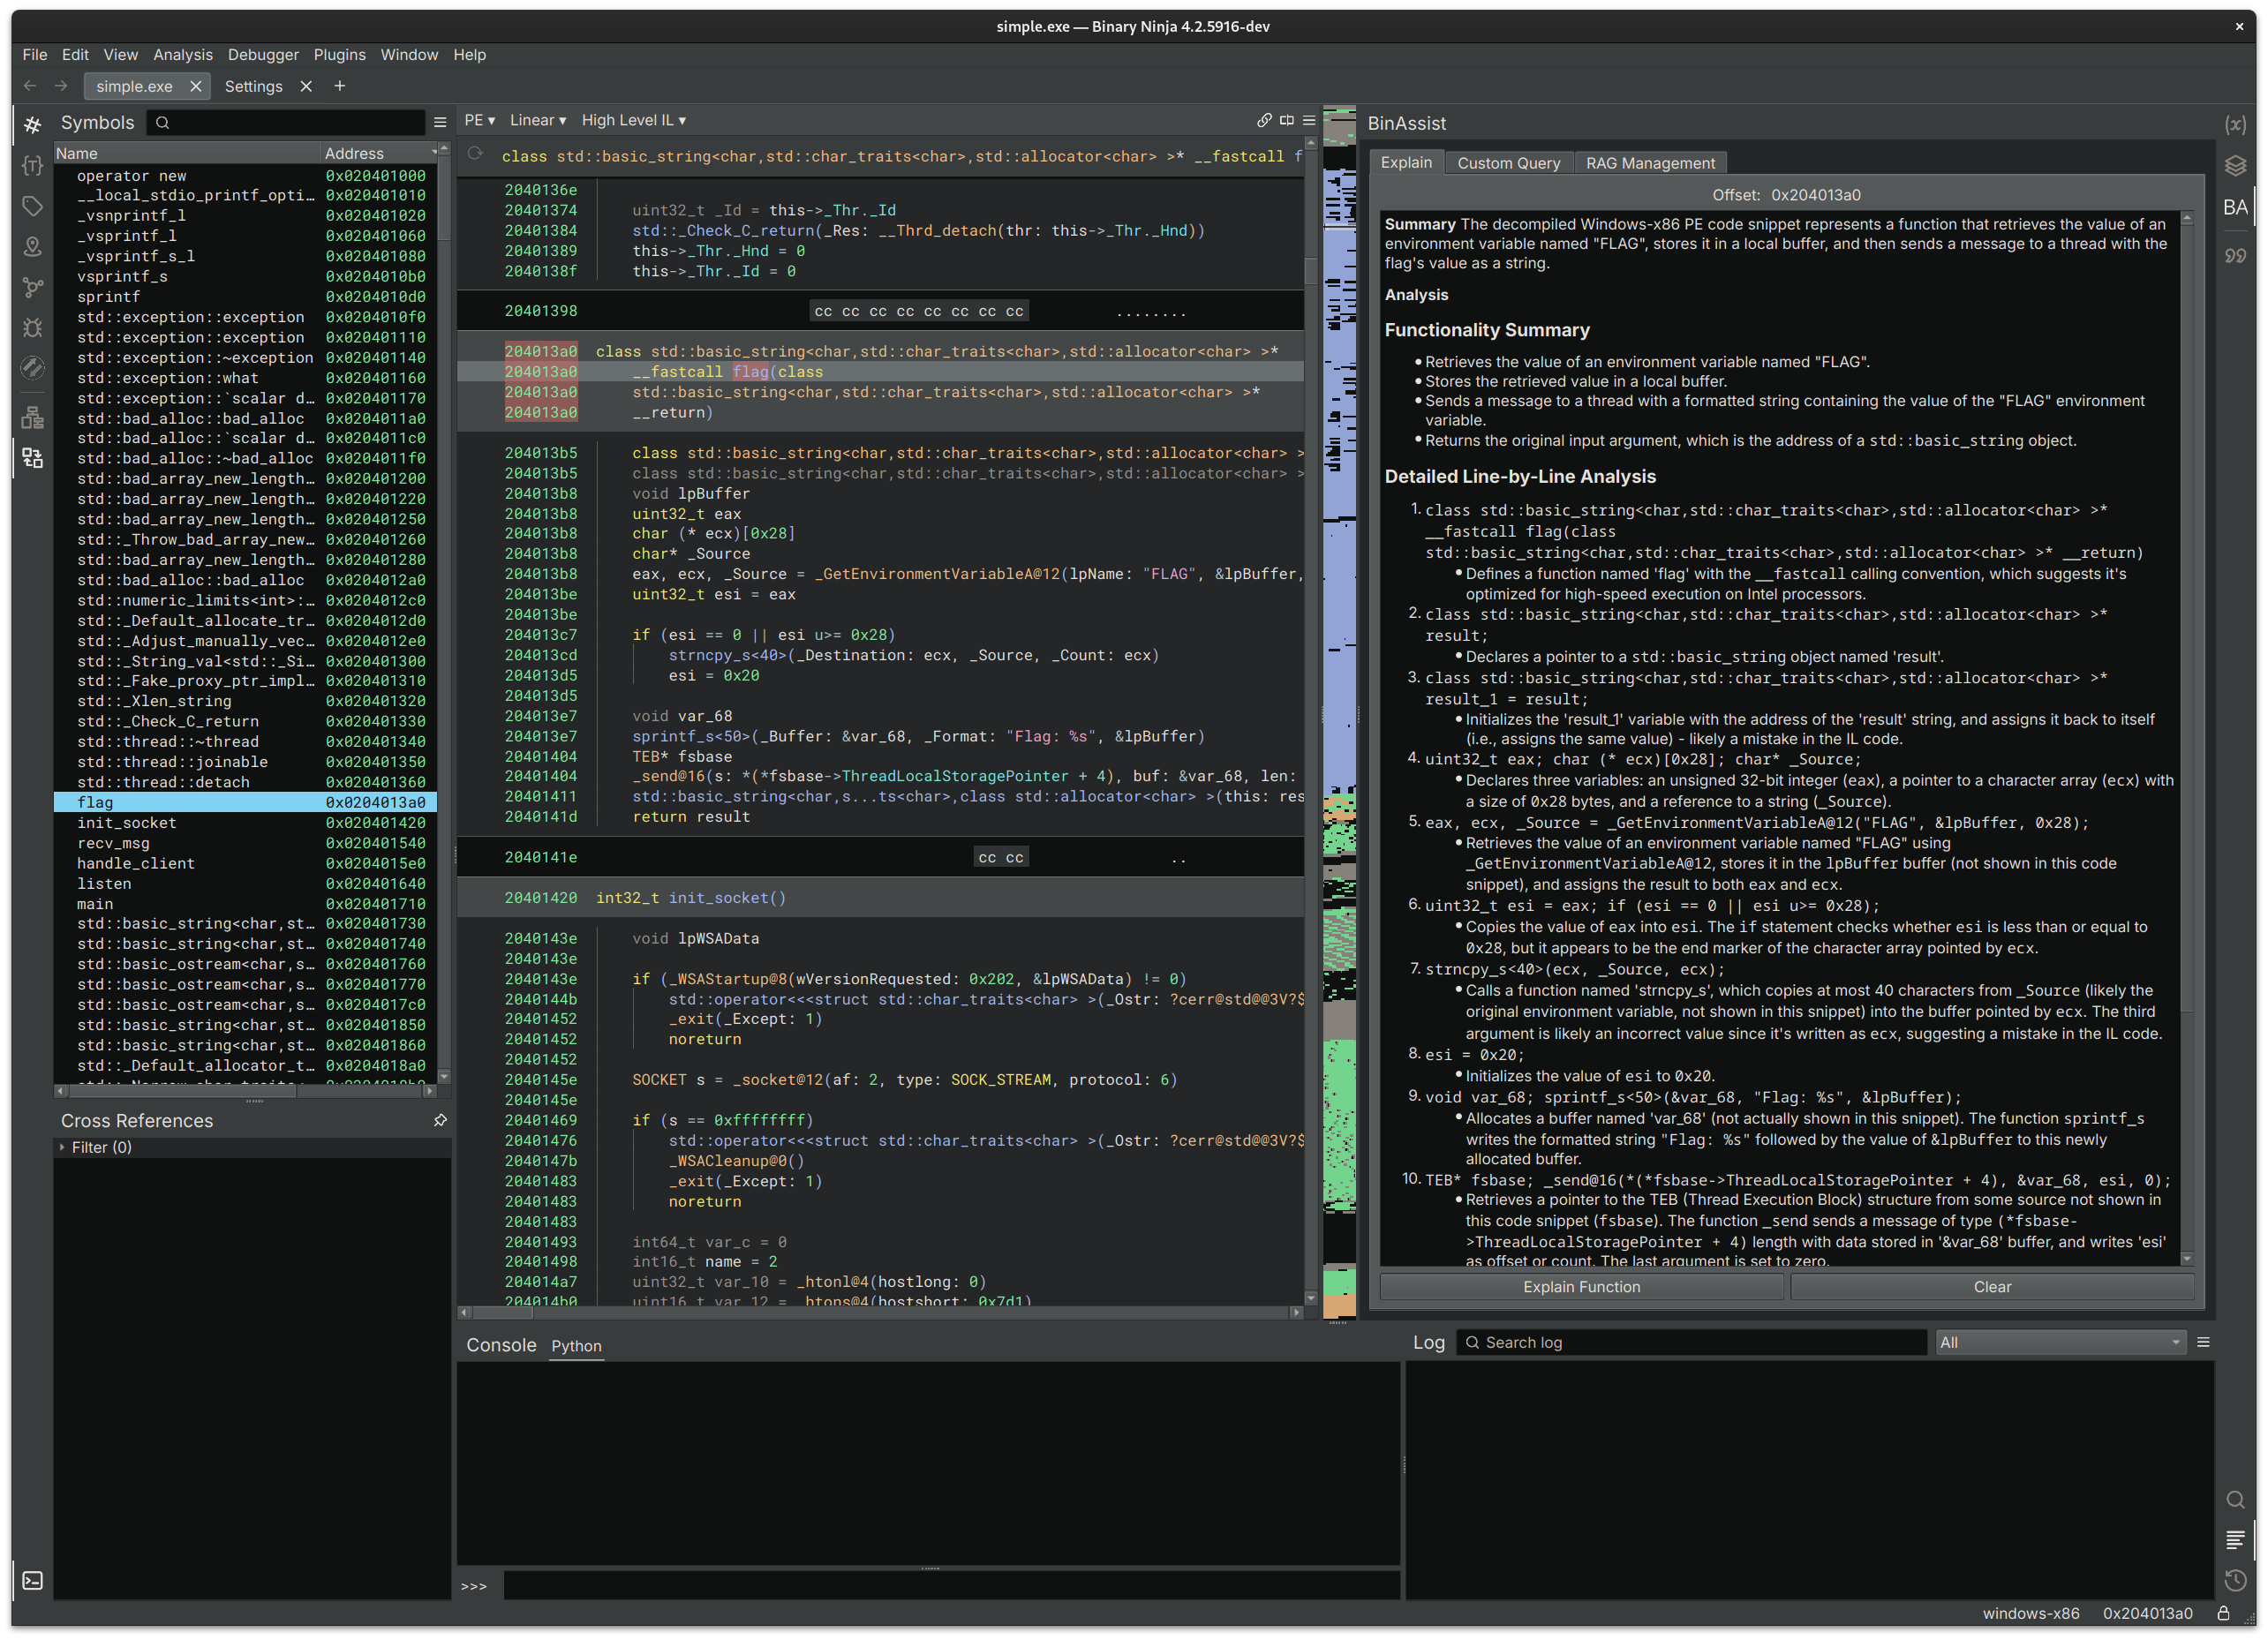 simple.exe — Binary Ninja 4.2.5916-dev
File Edit View Analysis Debugger Plugins Window Help
simple.exe Settings
Symbols
Name Address
operator new 0x020401000
__local_stdio_printf_opti… 0x020401010
_vsnprintf_l 0x020401020
_vsprintf_l 0x020401060
_vsprintf_s_l 0x020401080
vsprintf_s 0x0204010b0
sprintf 0x0204010d0
std::exception::exception 0x0204010f0
std::exception::exception 0x020401110
std::exception::~exception 0x020401140
std::exception::what 0x020401160
std::exception::`scalar d… 0x020401170
std::bad_alloc::bad_alloc 0x0204011a0
std::bad_alloc::`scalar d… 0x0204011c0
std::bad_alloc::~bad_alloc 0x0204011f0
std::bad_array_new_length… 0x020401200
std::bad_array_new_length… 0x020401220
std::bad_array_new_length… 0x020401250
std::_Throw_bad_array_new… 0x020401260
std::bad_array_new_length… 0x020401280
std::bad_alloc::bad_alloc 0x0204012a0
std::numeric_limits<int>:… 0x0204012c0
std::_Default_allocate_tr… 0x0204012d0
std::_Adjust_manually_vec… 0x0204012e0
std::_String_val<std::_Si… 0x020401300
std::_Fake_proxy_ptr_impl… 0x020401310
std::_Xlen_string 0x020401320
std::_Check_C_return 0x020401330
std::thread::~thread 0x020401340
std::thread::joinable 0x020401350
std::thread::detach 0x020401360
flag 0x0204013a0
init_socket 0x020401420
recv_msg 0x020401540
handle_client 0x0204015e0
listen 0x020401640
main 0x020401710
std::basic_string<char,st… 0x020401730
std::basic_string<char,st… 0x020401740
std::basic_ostream<char,s… 0x020401760
std::basic_ostream<char,s… 0x020401770
std::basic_ostream<char,s… 0x0204017c0
std::basic_string<char,st… 0x020401850
std::basic_string<char,st… 0x020401860
std::_Default_allocator_t… 0x0204018a0
Cross References
Filter (0)
PE ▾ Linear ▾ High Level IL ▾
class std::basic_string<char,std::char_traits<char>,std::allocator<char> >* __fastcall f
2040136e
20401374 uint32_t _Id = this->_Thr._Id
20401384 std::_Check_C_return(_Res: __Thrd_detach(thr: this->_Thr._Hnd))
20401389 this->_Thr._Hnd = 0
2040138f this->_Thr._Id = 0
20401398 cc cc cc cc cc cc cc cc ........
204013a0 class std::basic_string<char,std::char_traits<char>,std::allocator<char> >*
204013a0 __fastcall flag(class
204013a0 std::basic_string<char,std::char_traits<char>,std::allocator<char> >*
204013a0 __return)
204013b5 class std::basic_string<char,std::char_traits<char>,std::allocator<char> >
204013b5 class std::basic_string<char,std::char_traits<char>,std::allocator<char> >
204013b8 void lpBuffer
204013b8 uint32_t eax
204013b8 char (* ecx)[0x28]
204013b8 char* _Source
204013b8 eax, ecx, _Source = _GetEnvironmentVariableA@12(lpName: "FLAG", &lpBuffer,
204013be uint32_t esi = eax
204013be
204013c7 if (esi == 0 || esi u>= 0x28)
204013cd strncpy_s<40>(_Destination: ecx, _Source, _Count: ecx)
204013d5 esi = 0x20
204013d5
204013e7 void var_68
204013e7 sprintf_s<50>(_Buffer: &var_68, _Format: "Flag: %s", &lpBuffer)
20401404 TEB* fsbase
20401404 _send@16(s: *(*fsbase->ThreadLocalStoragePointer + 4), buf: &var_68, len:
20401411 std::basic_string<char,s...ts<char>,class std::allocator<char> >(this: res
2040141d return result
2040141e cc cc ..
20401420 int32_t init_socket()
2040143e void lpWSAData
2040143e
2040143e if (_WSAStartup@8(wVersionRequested: 0x202, &lpWSAData) != 0)
2040144b std::operator<<<struct std::char_traits<char> >(_Ostr: ?cerr@std@@3V?$
20401452 _exit(_Except: 1)
20401452 noreturn
20401452
2040145e SOCKET s = _socket@12(af: 2, type: SOCK_STREAM, protocol: 6)
2040145e
20401469 if (s == 0xffffffff)
20401476 std::operator<<<struct std::char_traits<char> >(_Ostr: ?cerr@std@@3V?$
2040147b _WSACleanup@0()
20401483 _exit(_Except: 1)
20401483 noreturn
20401483
20401493 int64_t var_c = 0
20401498 int16_t name = 2
204014a7 uint32_t var_10 = _htonl@4(hostlong: 0)
204014b0 uint16_t var_12 = _htons@4(hostshort: 0x7d1)
BinAssist
Explain Custom Query RAG Management
Offset: 0x204013a0
Summary The decompiled Windows-x86 PE code snippet represents a function that retrieves the value of an
environment variable named "FLAG", stores it in a local buffer, and then sends a message to a thread with the
flag's value as a string.
Analysis
Functionality Summary
• Retrieves the value of an environment variable named "FLAG".
• Stores the retrieved value in a local buffer.
• Sends a message to a thread with a formatted string containing the value of the "FLAG" environment
variable.
• Returns the original input argument, which is the address of a std::basic_string object.
Detailed Line-by-Line Analysis
1. class std::basic_string<char,std::char_traits<char>,std::allocator<char> >*
__fastcall flag(class
std::basic_string<char,std::char_traits<char>,std::allocator<char> >* __return)
• Defines a function named 'flag' with the __fastcall calling convention, which suggests it's
optimized for high-speed execution on Intel processors.
2. class std::basic_string<char,std::char_traits<char>,std::allocator<char> >*
result;
• Declares a pointer to a std::basic_string object named 'result'.
3. class std::basic_string<char,std::char_traits<char>,std::allocator<char> >*
result_1 = result;
• Initializes the 'result_1' variable with the address of the 'result' string, and assigns it back to itself
(i.e., assigns the same value) - likely a mistake in the IL code.
4. uint32_t eax; char (* ecx)[0x28]; char* _Source;
• Declares three variables: an unsigned 32-bit integer (eax), a pointer to a character array (ecx) with
a size of 0x28 bytes, and a reference to a string (_Source).
5. eax, ecx, _Source = _GetEnvironmentVariableA@12("FLAG", &lpBuffer, 0x28);
• Retrieves the value of an environment variable named "FLAG" using
_GetEnvironmentVariableA@12, stores it in the lpBuffer buffer (not shown in this code
snippet), and assigns the result to both eax and ecx.
6. uint32_t esi = eax; if (esi == 0 || esi u>= 0x28);
• Copies the value of eax into esi. The if statement checks whether esi is less than or equal to
0x28, but it appears to be the end marker of the character array pointed by ecx.
7. strncpy_s<40>(ecx, _Source, ecx);
• Calls a function named 'strncpy_s', which copies at most 40 characters from _Source (likely the
original environment variable, not shown in this snippet) into the buffer pointed by ecx. The third
argument is likely an incorrect value since it's written as ecx, suggesting a mistake in the IL code.
8. esi = 0x20;
• Initializes the value of esi to 0x20.
9. void var_68; sprintf_s<50>(&var_68, "Flag: %s", &lpBuffer);
• Allocates a buffer named 'var_68' (not actually shown in this snippet). The function sprintf_s
writes the formatted string "Flag: %s" followed by the value of &lpBuffer to this newly
allocated buffer.
10. TEB* fsbase; _send@16(*(*fsbase->ThreadLocalStoragePointer + 4), &var_68, esi, 0);
• Retrieves a pointer to the TEB (Thread Execution Block) structure from some source not shown in
this code snippet (fsbase). The function _send sends a message of type (*fsbase-
>ThreadLocalStoragePointer + 4) length with data stored in '&var_68' buffer, and writes 'esi'
as offset or count. The last argument is set to zero.
Explain Function Clear
BA
Console Python
>>>
Log Search log All
windows-x86 0x204013a0